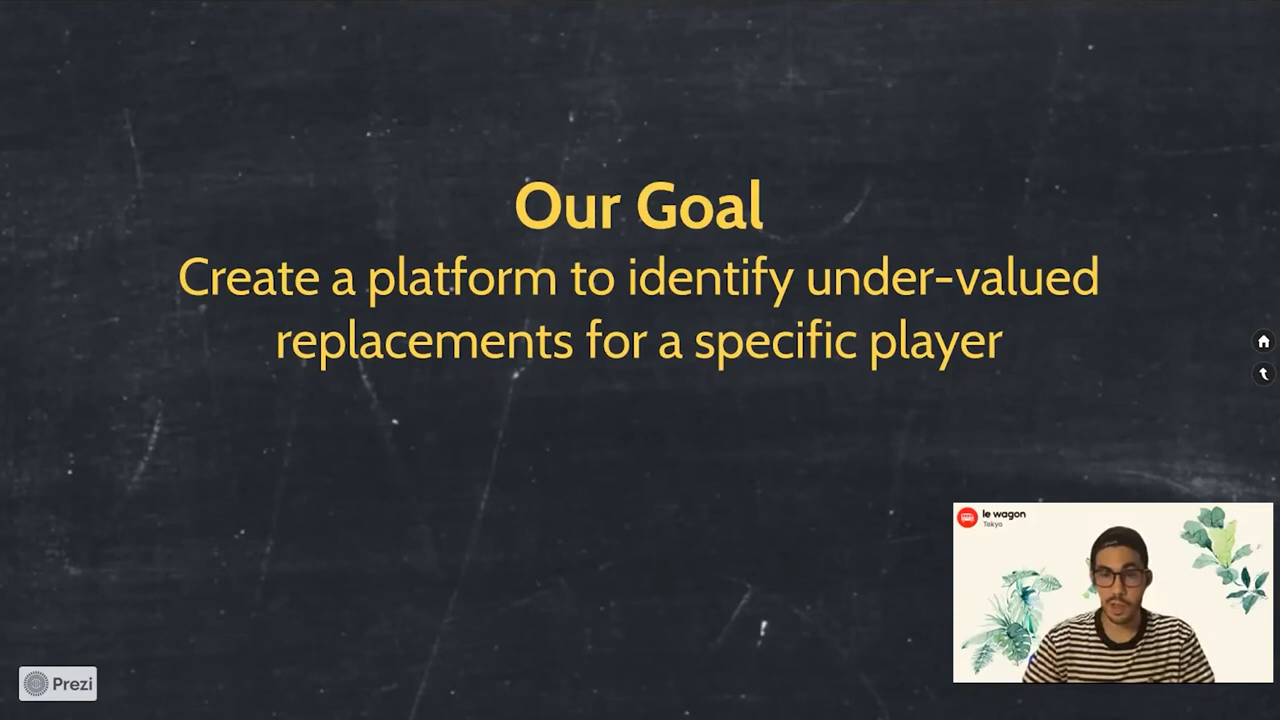 Our Goal
Create a platform to identify under-valued
replacements for a specific player
le wagon
Tokyo
Prezi